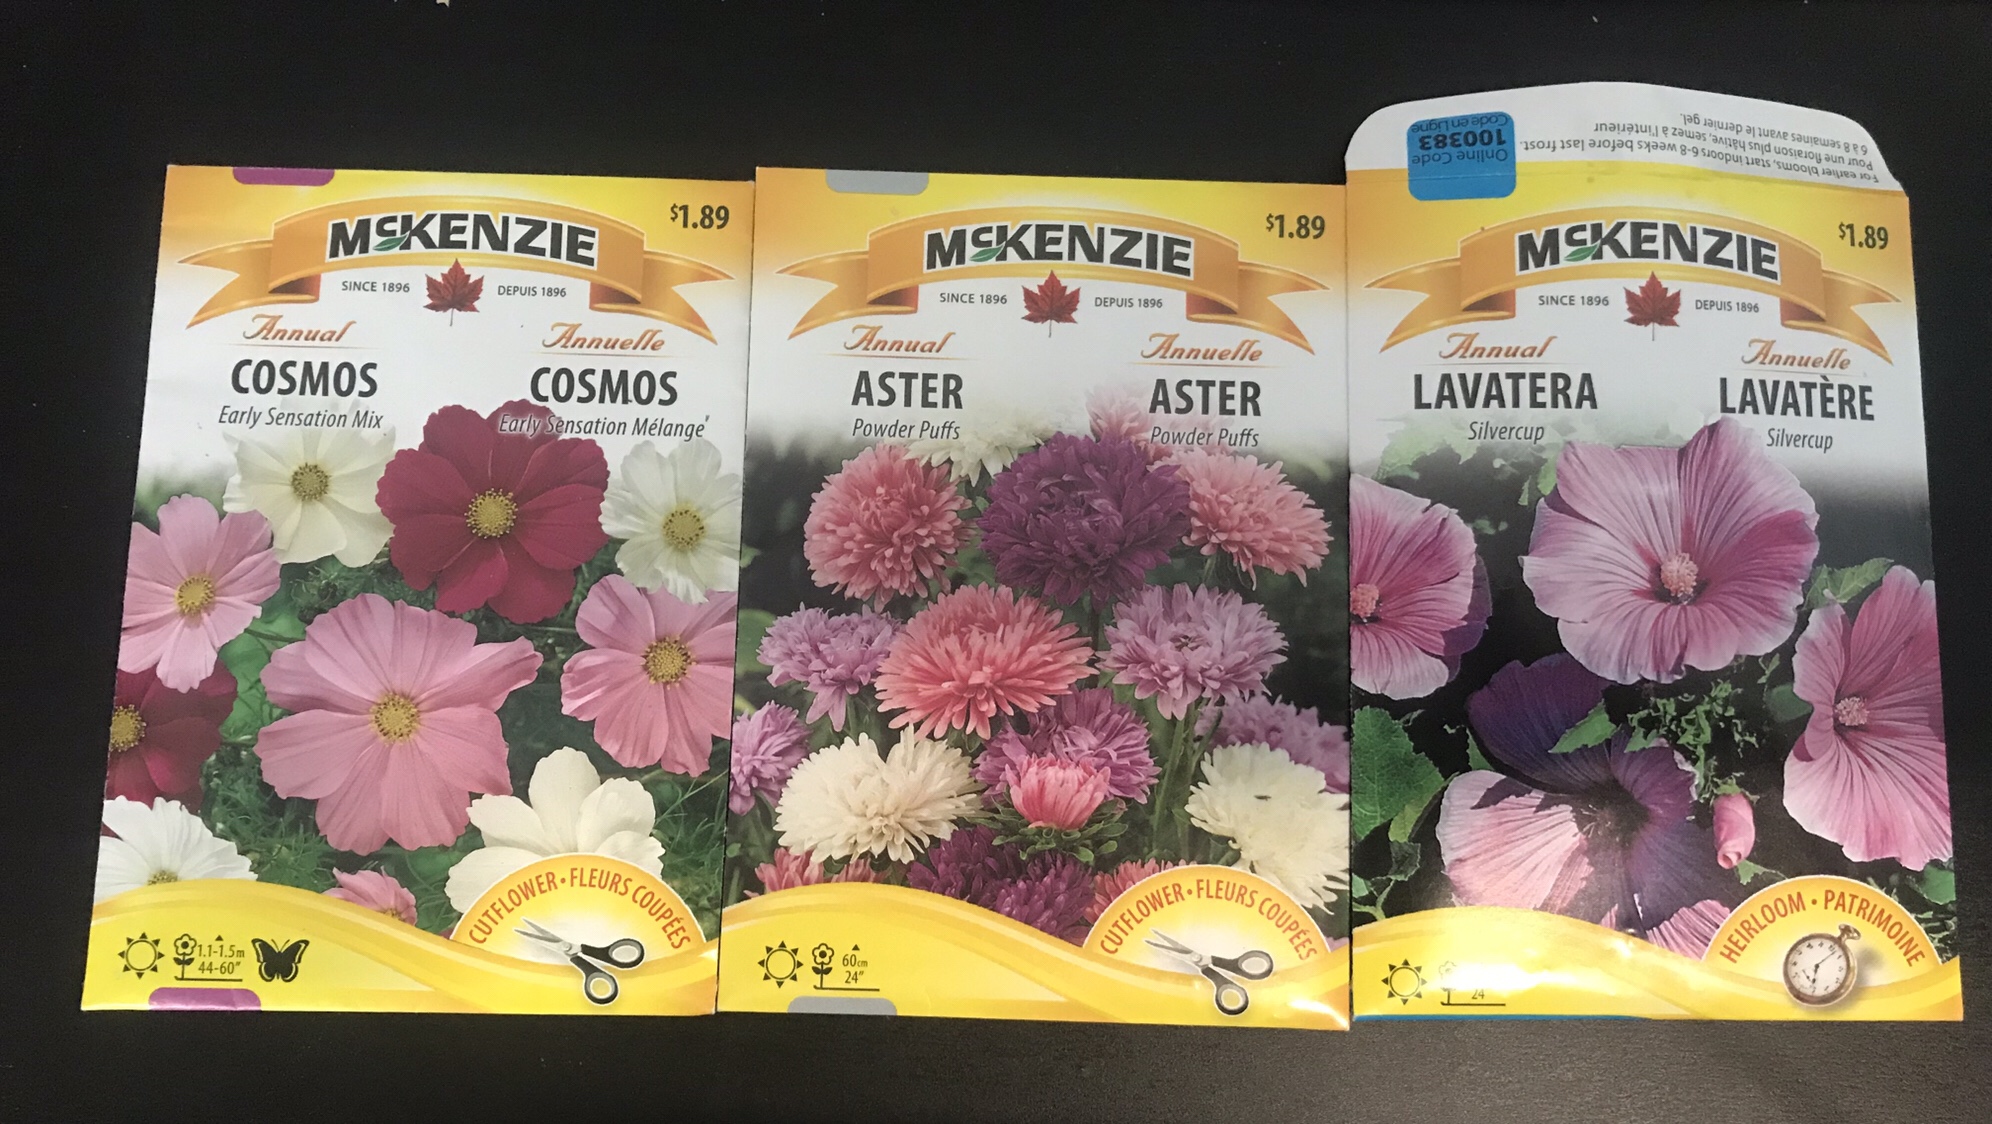 $1.89
McKENZIE
SINCE 1896 DEPUIS 1896
Annual Annuelle
COSMOS COSMOS
Early Sensation Mix Early Sensation Mélange
CUTFLOWER • FLEURS COUPÉES
1.1-1.5m
44-60"
$1.89
McKENZIE
SINCE 1896 DEPUIS 1896
Annual Annuelle
ASTER ASTER
Powder Puffs Powder Puffs
CUTFLOWER • FLEURS COUPÉES
60cm
24"
For earlier blooms, start indoors 6-8 weeks before last frost.
Pour une floraison plus hâtive, semez à l'intérieur
6 à 8 semaines avant le dernier gel.
Online Code
100383
Code en Ligne
$1.89
McKENZIE
SINCE 1896 DEPUIS 1896
Annual Annuelle
LAVATERA LAVATÈRE
Silvercup Silvercup
HEIRLOOM • PATRIMOINE
24